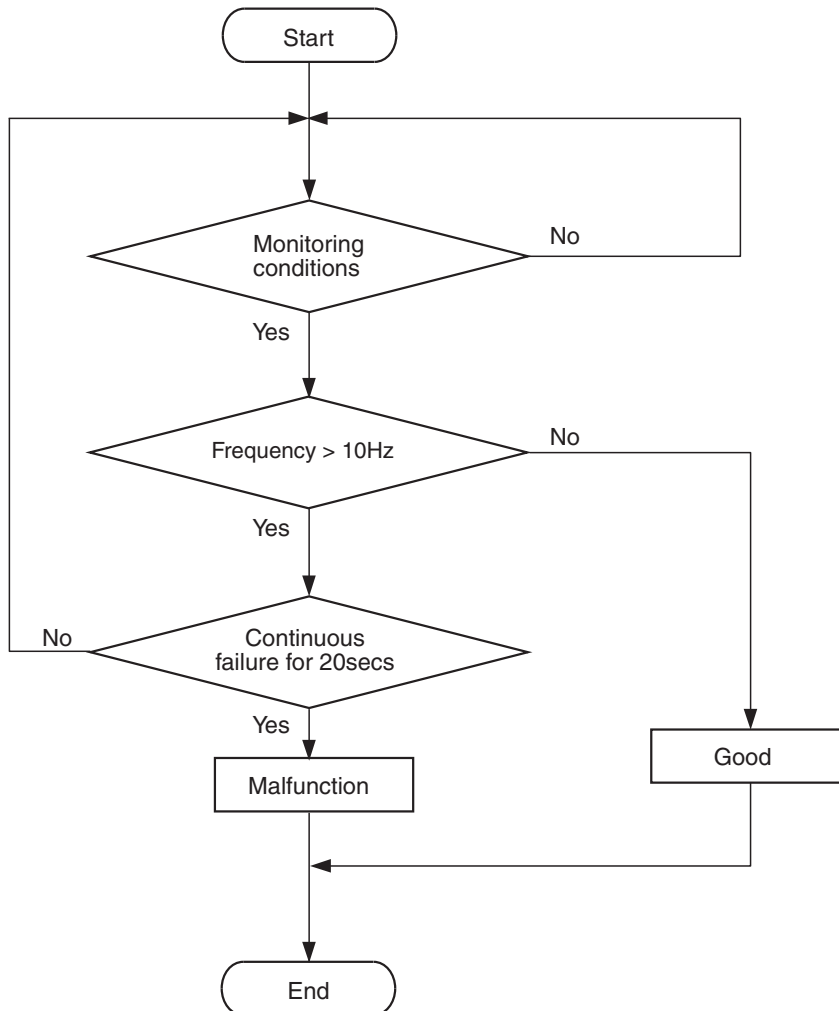 Start
Monitoring
conditions
No
Yes
Frequency > 10Hz
No
Yes
Continuous
failure for 20secs
No
Yes
Malfunction
Good
End